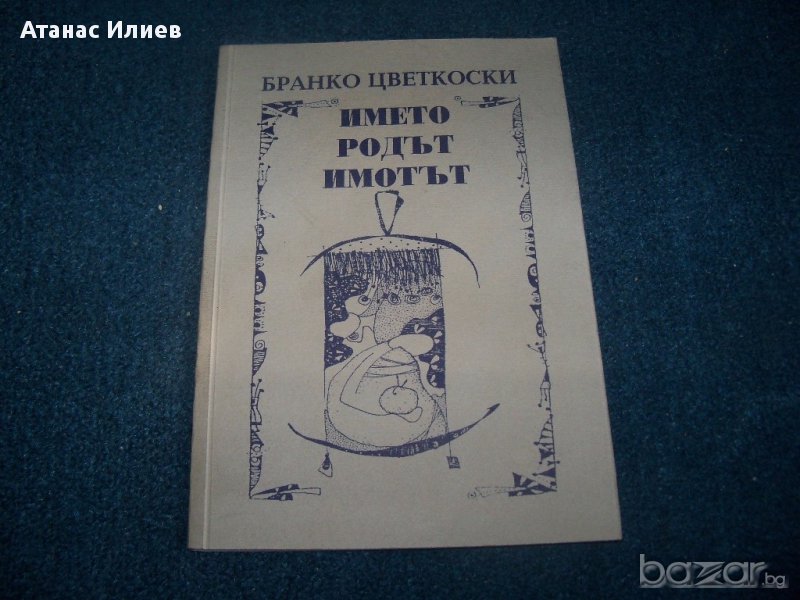 Атанас Илиев
БРАНКО ЦВЕТКОСКИ
ИМЕТО
РОДЪТ
ИМОТЪТ
bazar.bg